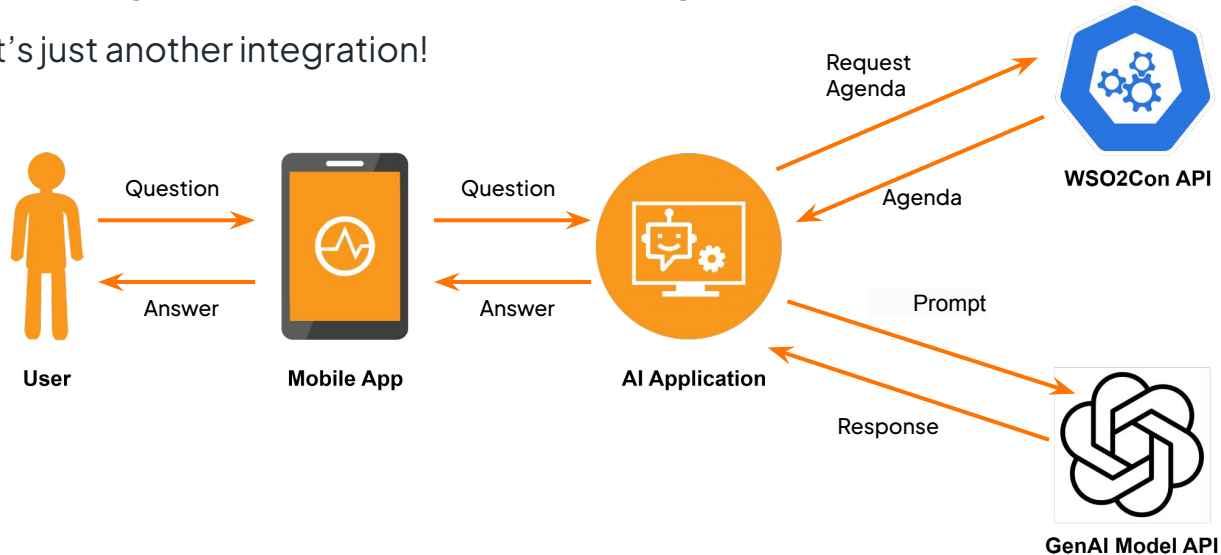 t's just another integration!
Request
Agenda
WSO2Con API
Question
Question
Agenda
Answer
Answer
Prompt
User
Mobile App
AI Application
Response
GenAI Model API